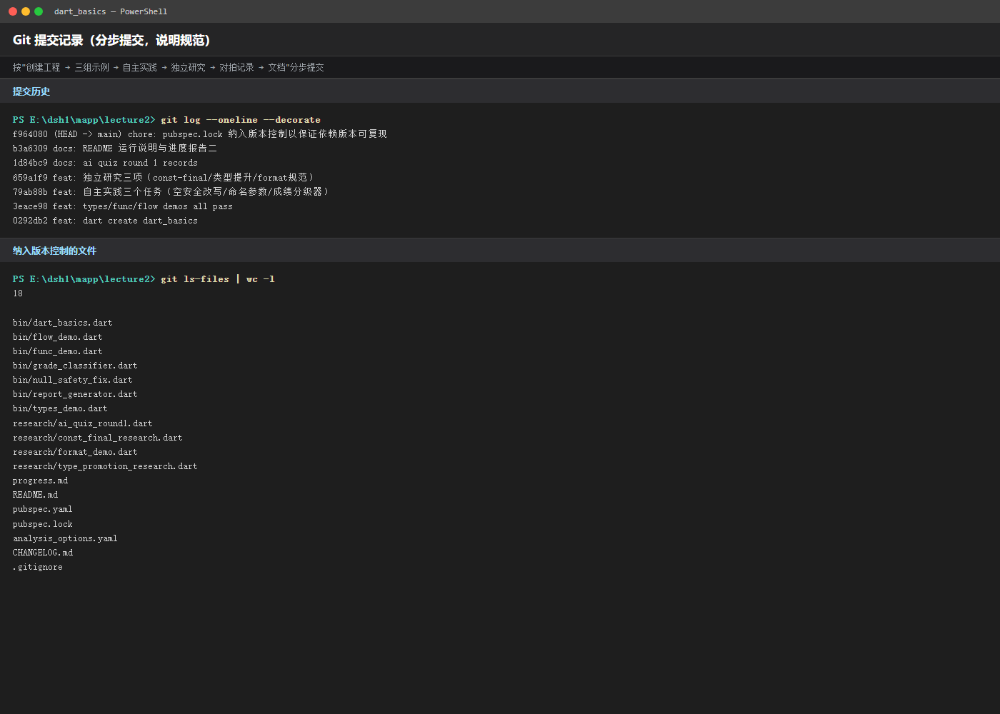 dart_basics — PowerShell
Git 提交记录（分步提交，说明规范）
按"创建工程 → 三组示例 → 自主实践 → 独立研究 → 对拍记录 → 文档"分步提交
提交历史
PS E:\dsh1\mapp\lecture2> git log --oneline --decorate
f964080 (HEAD -> main) chore: pubspec.lock 纳入版本控制以保证依赖版本可复现
b3a6309 docs: README 运行说明与进度报告二
1d84bc9 docs: ai quiz round 1 records
659a1f9 feat: 独立研究三项（const-final/类型提升/format规范）
79ab88b feat: 自主实践三个任务（空安全改写/命名参数/成绩分级器）
3eace98 feat: types/func/flow demos all pass
0292db2 feat: dart create dart_basics
纳入版本控制的文件
PS E:\dsh1\mapp\lecture2> git ls-files | wc -l
18
bin/dart_basics.dart
bin/flow_demo.dart
bin/func_demo.dart
bin/grade_classifier.dart
bin/null_safety_fix.dart
bin/report_generator.dart
bin/types_demo.dart
research/ai_quiz_round1.dart
research/const_final_research.dart
research/format_demo.dart
research/type_promotion_research.dart
progress.md
README.md
pubspec.yaml
pubspec.lock
analysis_options.yaml
CHANGELOG.md
.gitignore